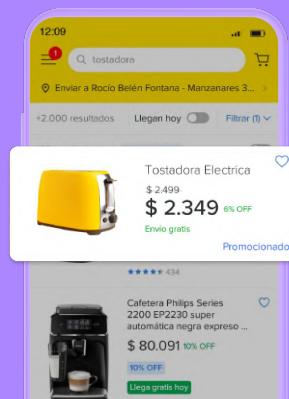 12:09
1
tostadora
Enviar a Rocío Belén Fontana - Manzanares 3...
+2.000 resultados
Llegan hoy
Filtrar (1)
Tostadora Electrica
$ 2.499
$ 2.349 6% OFF
Envío gratis
Promocionado
434
Cafetera Philips Series
2200 EP2230 super
automática negra expreso ...
$ 80.091 10% OFF
10% OFF
Llega gratis hoy